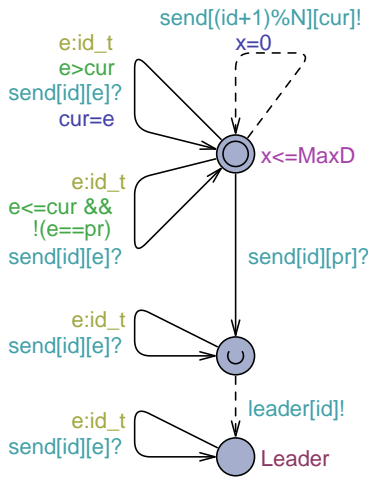 send[(id+1)%N][cur]!
x=0
e:id_t
e>cur
send[id][e]?
cur=e
x<=MaxD
e:id_t
e<=cur &&
!(e==pr)
send[id][e]?
send[id][pr]?
e:id_t
send[id][e]?
leader[id]!
e:id_t
send[id][e]?
Leader